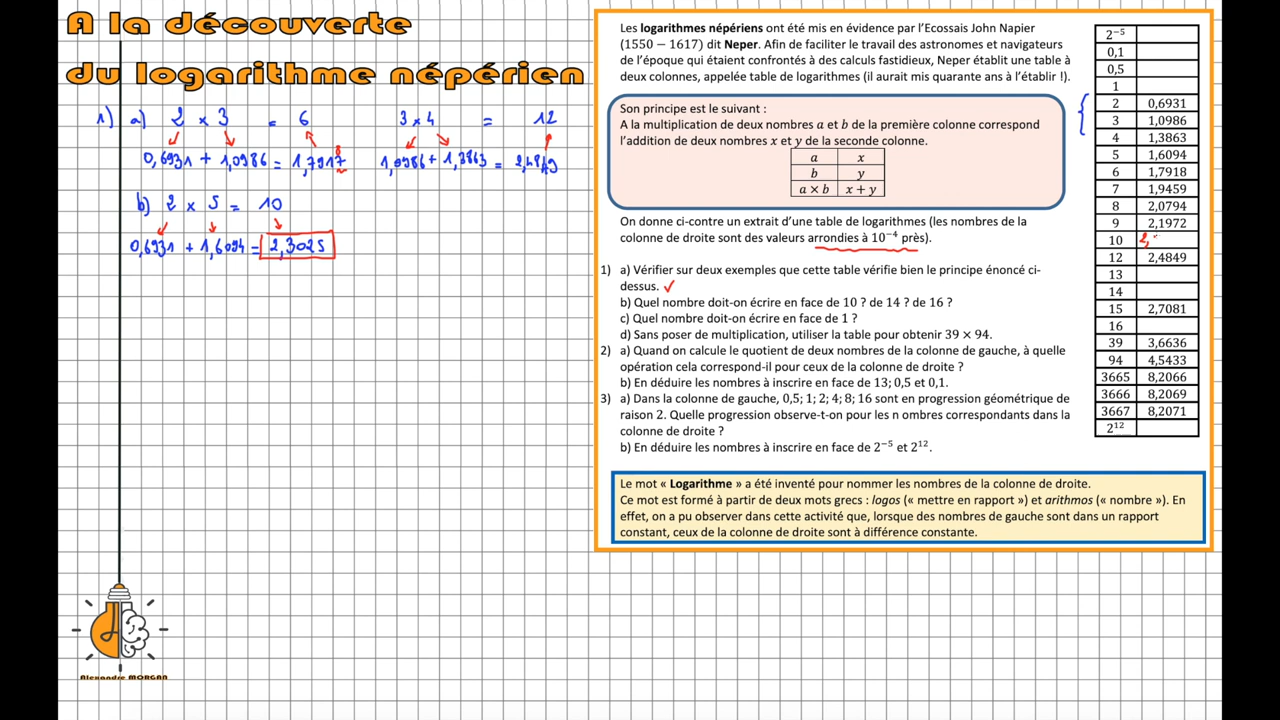 A la découverte
du logarithme népérien
1) a) 2 × 3 = 6 3 × 4 = 12
0,6931 + 1,0986 = 1,7917 8 1,0986 + 1,3863 = 2,4849
b) 2 × 5 = 10
0,6931 + 1,6094 = 2,3025
Alexandre MORGAN
Les logarithmes népériens ont été mis en évidence par l'Ecossais John Napier
(1550 − 1617) dit Neper. Afin de faciliter le travail des astronomes et navigateurs
de l'époque qui étaient confrontés à des calculs fastidieux, Neper établit une table à
deux colonnes, appelée table de logarithmes (il aurait mis quarante ans à l'établir !).
Son principe est le suivant :
A la multiplication de deux nombres a et b de la première colonne correspond
l'addition de deux nombres x et y de la seconde colonne.
a x
b y
a × b x + y
On donne ci-contre un extrait d'une table de logarithmes (les nombres de la
colonne de droite sont des valeurs arrondies à 10⁻⁴ près).
1) a) Vérifier sur deux exemples que cette table vérifie bien le principe énoncé ci-
dessus. ✓
b) Quel nombre doit-on écrire en face de 10 ? de 14 ? de 16 ?
c) Quel nombre doit-on écrire en face de 1 ?
d) Sans poser de multiplication, utiliser la table pour obtenir 39 × 94.
2) a) Quand on calcule le quotient de deux nombres de la colonne de gauche, à quelle
opération cela correspond-il pour ceux de la colonne de droite ?
b) En déduire les nombres à inscrire en face de 13; 0,5 et 0,1.
3) a) Dans la colonne de gauche, 0,5; 1; 2; 4; 8; 16 sont en progression géométrique de
raison 2. Quelle progression observe-t-on pour les n ombres correspondants dans la
colonne de droite ?
b) En déduire les nombres à inscrire en face de 2⁻⁵ et 2¹².
Le mot « Logarithme » a été inventé pour nommer les nombres de la colonne de droite.
Ce mot est formé à partir de deux mots grecs : logos (« mettre en rapport ») et arithmos (« nombre »). En
effet, on a pu observer dans cette activité que, lorsque des nombres de gauche sont dans un rapport
constant, ceux de la colonne de droite sont à différence constante.
2⁻⁵
0,1
0,5
1
2 0,6931
3 1,0986
4 1,3863
5 1,6094
6 1,7918
7 1,9459
8 2,0794
9 2,1972
10 2,
12 2,4849
13
14
15 2,7081
16
39 3,6636
94 4,5433
3665 8,2066
3666 8,2069
3667 8,2071
2¹²